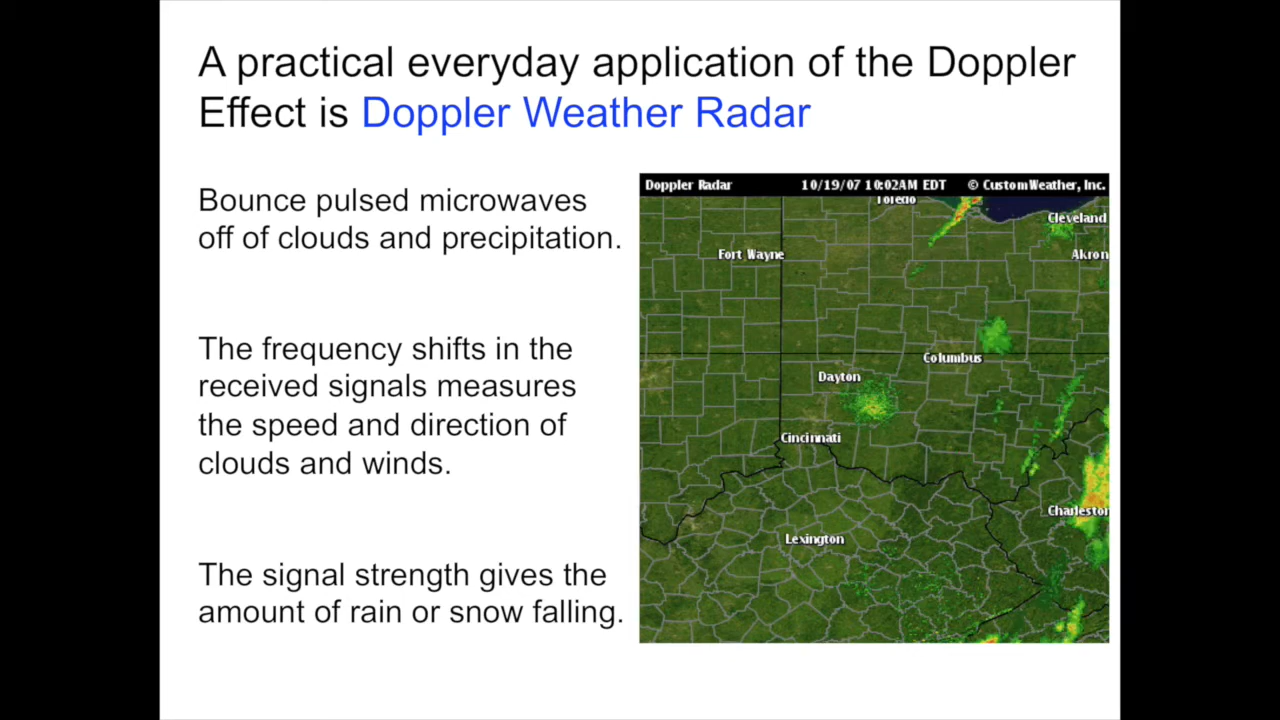 A practical everyday application of the Doppler
Effect is Doppler Weather Radar
Bounce pulsed microwaves
off of clouds and precipitation.
The frequency shifts in the
received signals measures
the speed and direction of
clouds and winds.
The signal strength gives the
amount of rain or snow falling.
Doppler Radar 10/19/07 10:02AM EDT © CustomWeather, Inc.
Toledo
Cleveland
Fort Wayne
Akron
Columbus
Dayton
Cincinnati
Charleston
Lexington